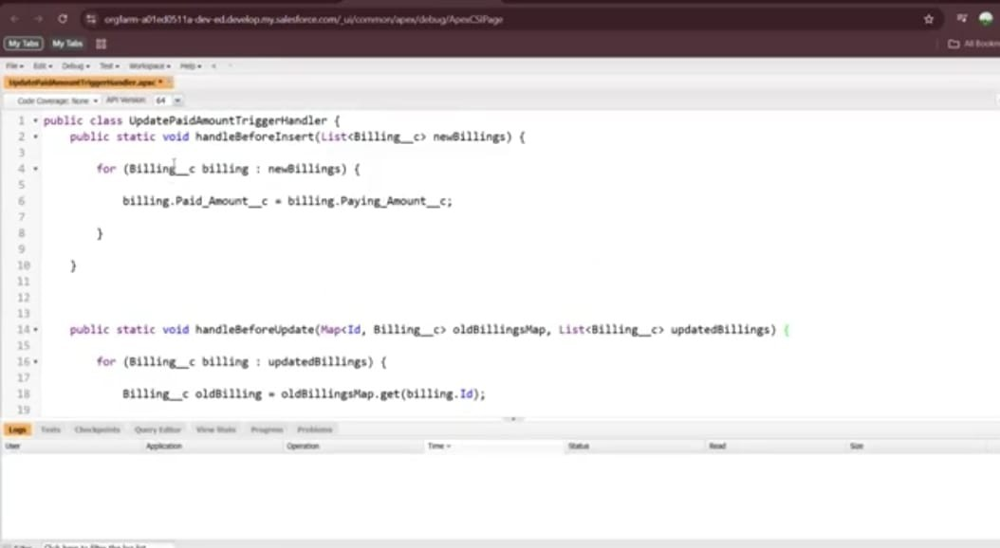 orgfarm-a01ed0511a-dev-ed.develop.my.salesforce.com/_ui/common/apex/debug/ApexCSIPage
My Tabs My Tabs All Bookm
File Edit Debug Test Workspace Help <
UpdatePaidAmountTriggerHandler.apxc *
Code Coverage: None API Version: 64
1 public class UpdatePaidAmountTriggerHandler {
2 public static void handleBeforeInsert(List<Billing__c> newBillings) {
3
4 for (Billing__c billing : newBillings) {
5
6 billing.Paid_Amount__c = billing.Paying_Amount__c;
7
8 }
9
10 }
11
12
13
14 public static void handleBeforeUpdate(Map<Id, Billing__c> oldBillingsMap, List<Billing__c> updatedBillings) {
15
16 for (Billing__c billing : updatedBillings) {
17
18 Billing__c oldBilling = oldBillingsMap.get(billing.Id);
19
Logs Tests Checkpoints Query Editor View State Progress Problems
User Application Operation Time Status Read Size
Click here to filter the log list